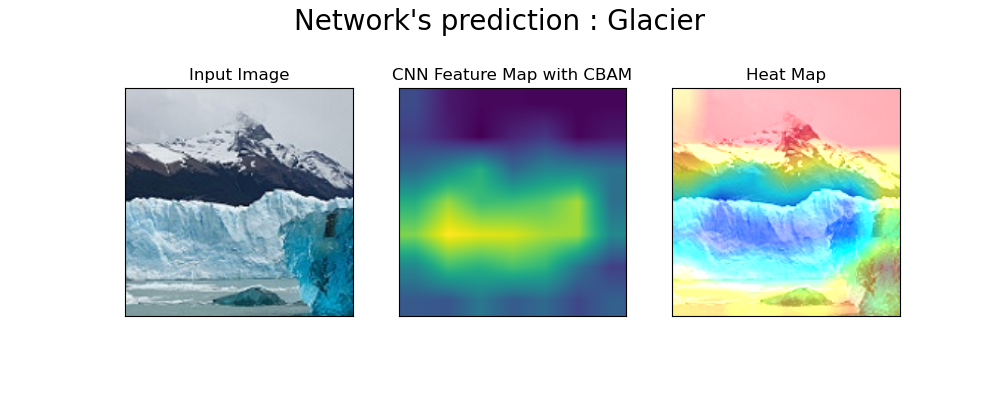 Network's prediction : Glacier
Input Image
CNN Feature Map with CBAM
Heat Map